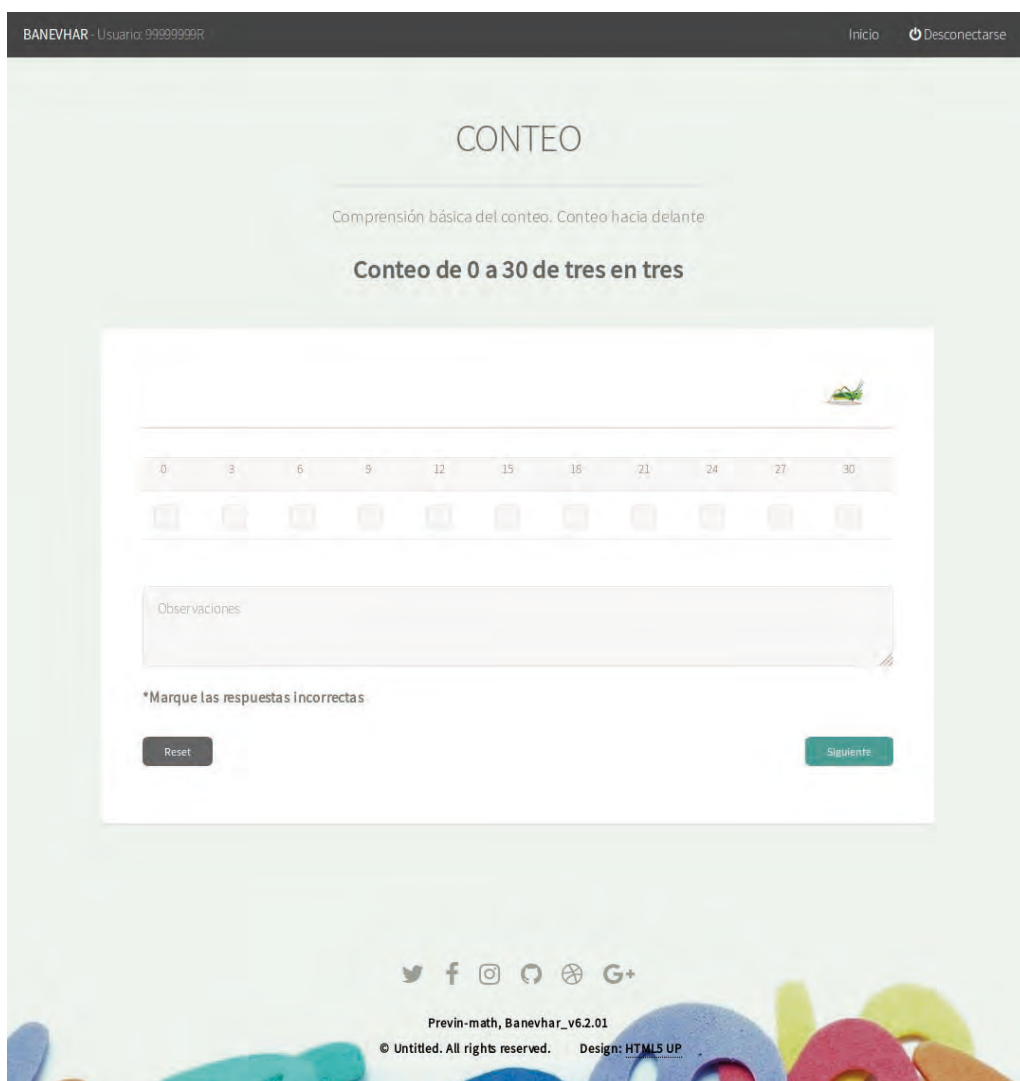 BANEVHAR - Usuario: 99999999R Inicio Desconectarse
CONTEO
Comprensión básica del conteo. Conteo hacia delante
Conteo de 0 a 30 de tres en tres
0 3 6 9 12 15 18 21 24 27 30
Observaciones
*Marque las respuestas incorrectas
Reset Siguiente
Previn-math, Banevhar_v6.2.01
© Untitled. All rights reserved. Design: HTML5 UP